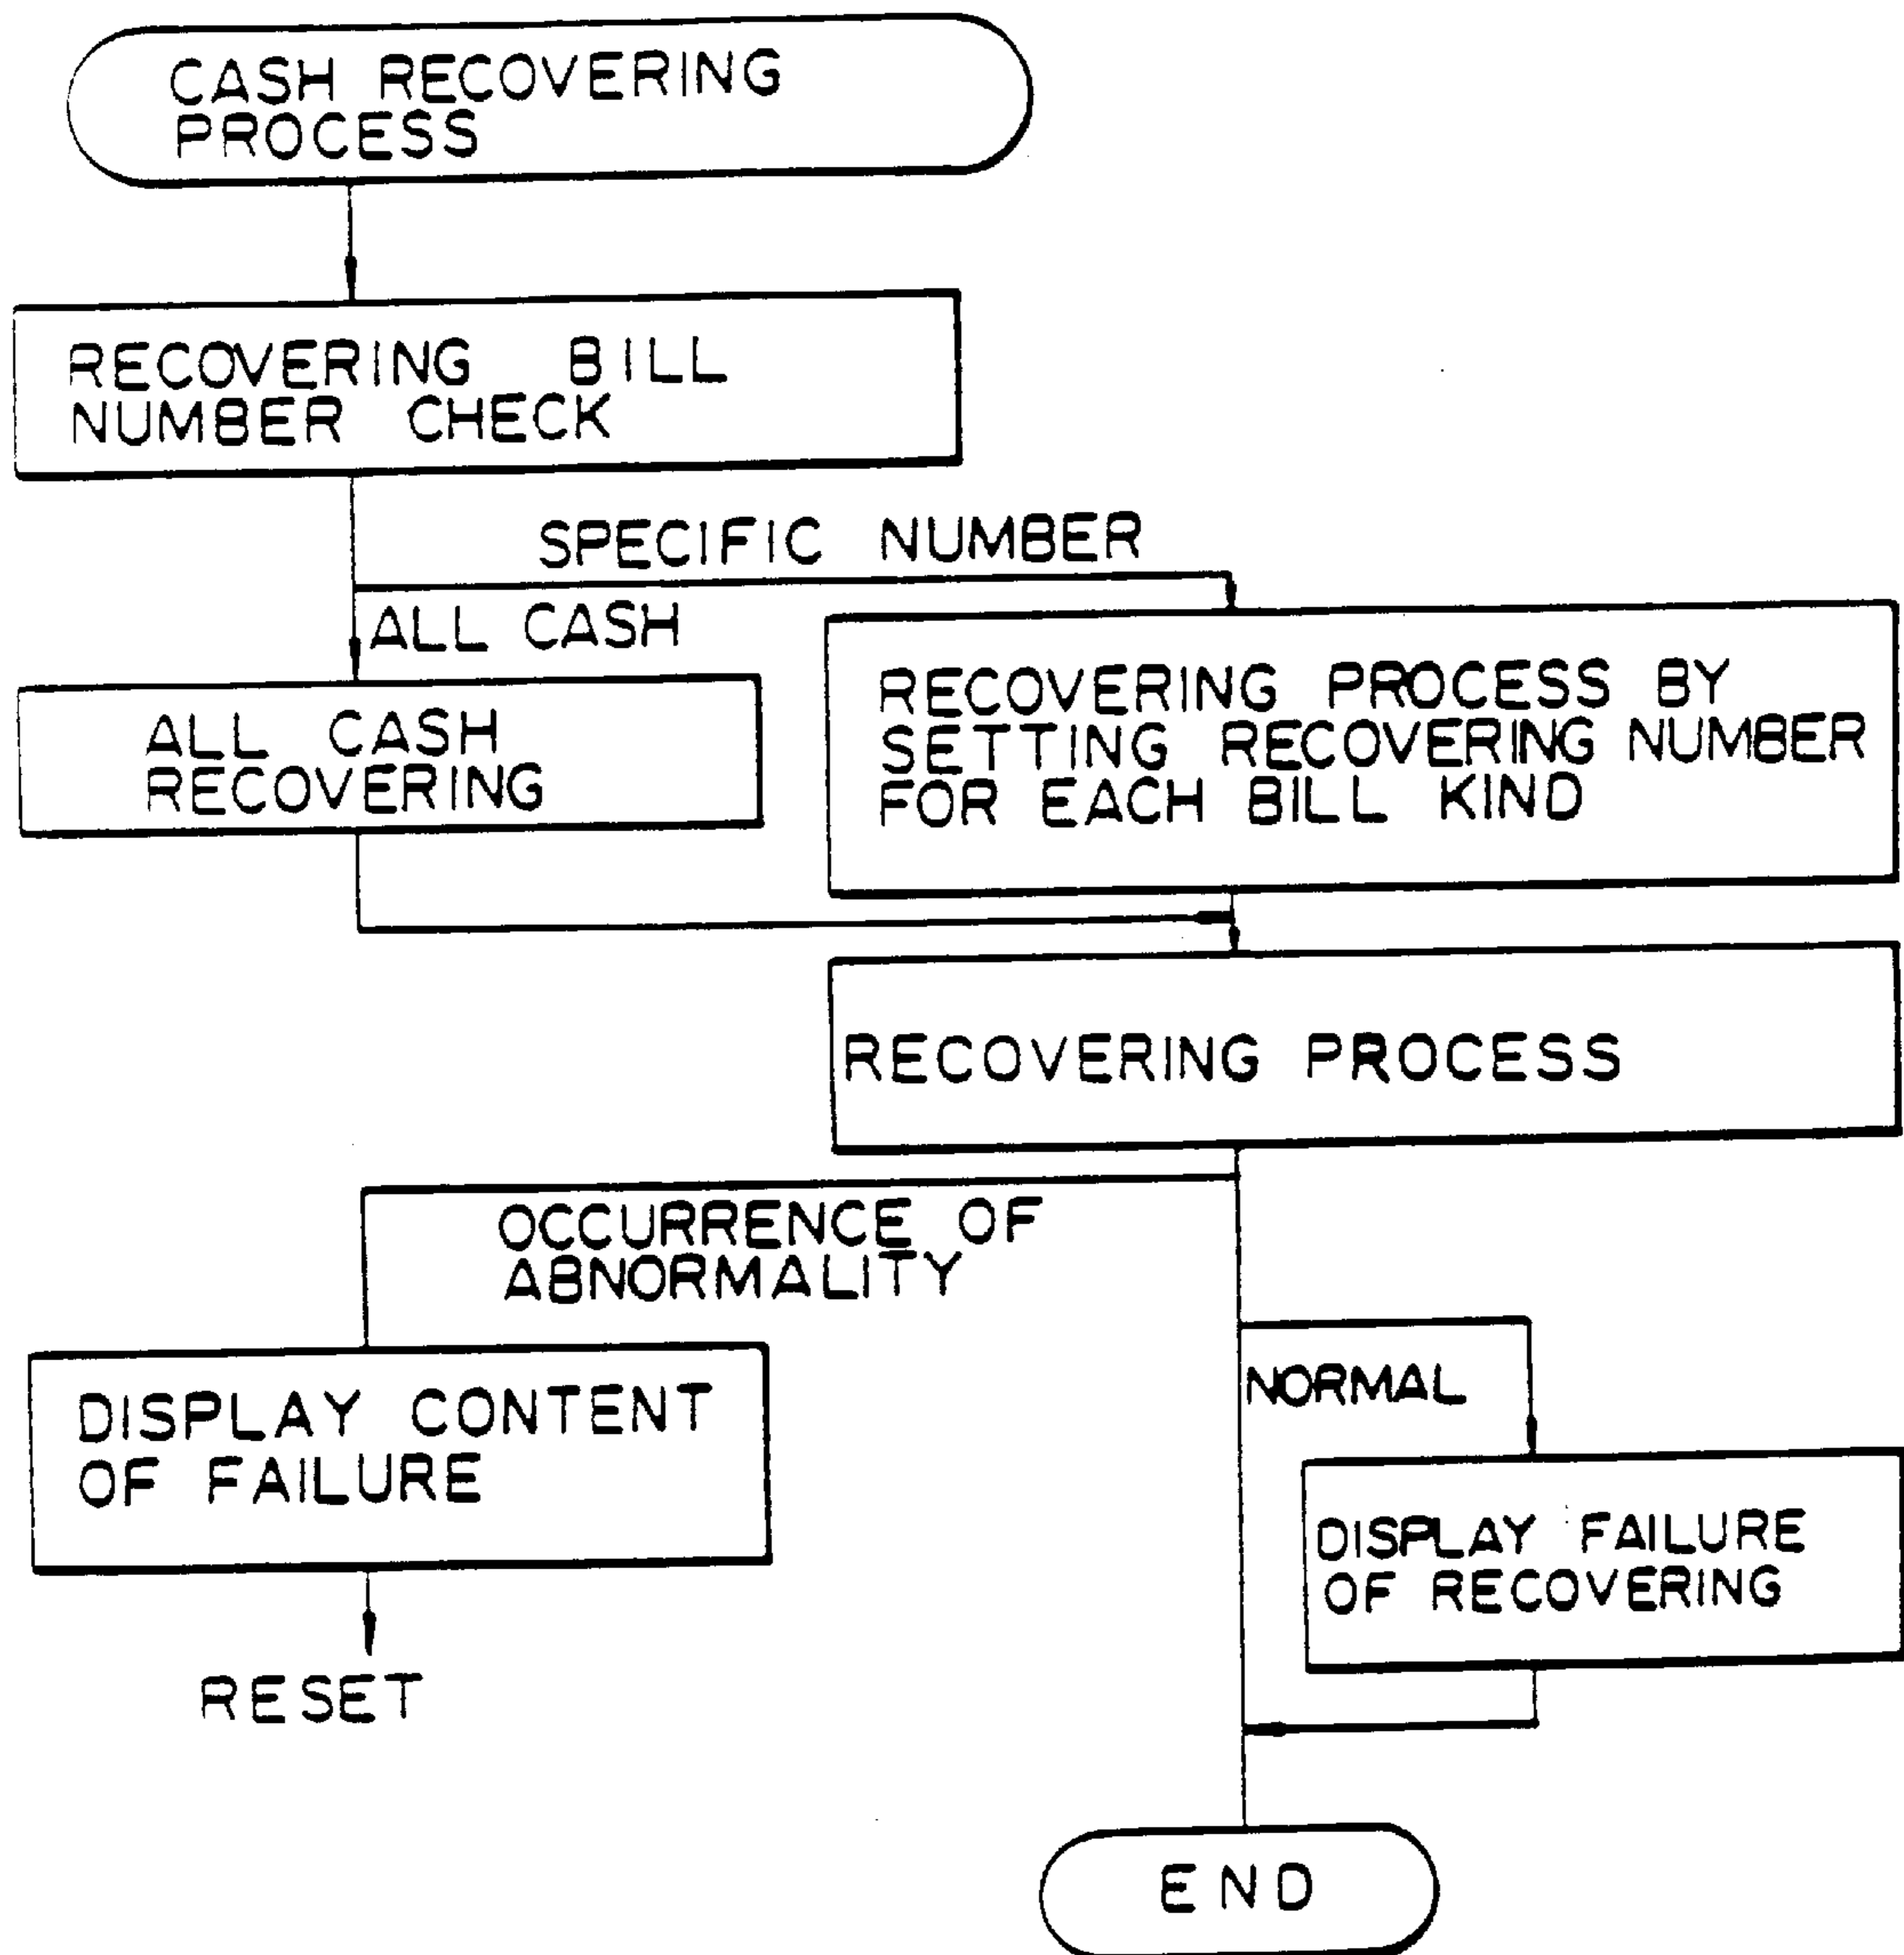 CASH RECOVERING
PROCESS
RECOVERING BILL
NUMBER CHECK
SPECIFIC NUMBER
ALL CASH
ALL CASH
RECOVERING
RECOVERING PROCESS BY
SETTING RECOVERING NUMBER
FOR EACH BILL KIND
RECOVERING PROCESS
OCCURRENCE OF
ABNORMALITY
NORMAL
DISPLAY CONTENT
OF FAILURE
DISPLAY FAILURE
OF RECOVERING
RESET
END